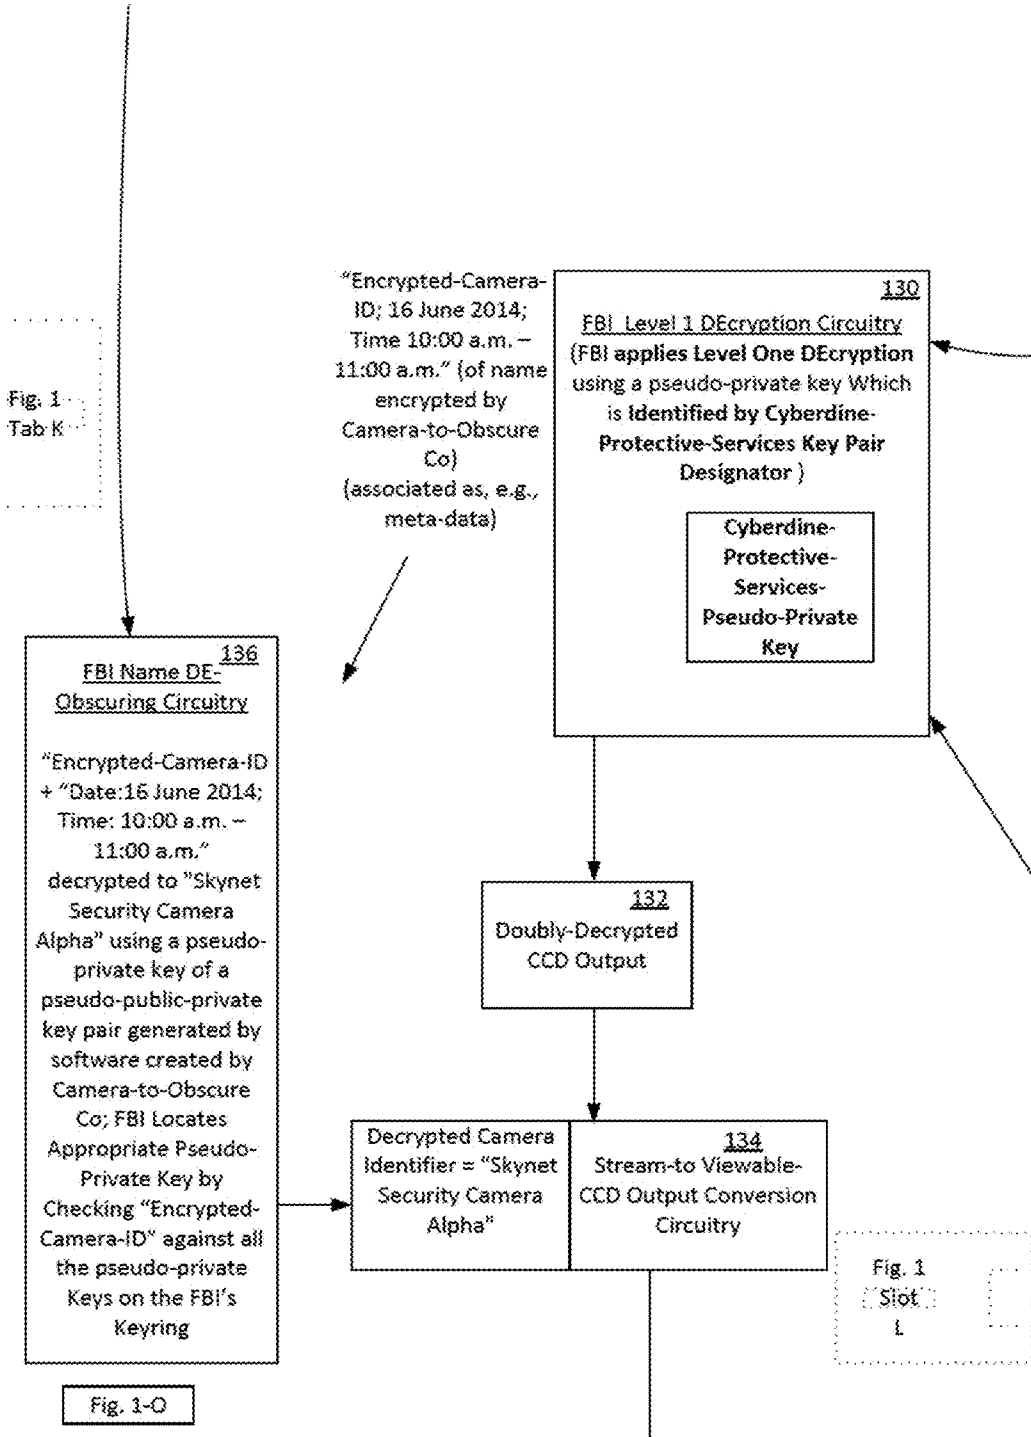 "Encrypted-Camera-
ID; 16 June 2014;
Time 10:00 a.m. –
11:00 a.m." (of name
encrypted by
Camera-to-Obscure
Co)
(associated as, e.g.,
meta-data)
130
FBI Level 1 DEcryption Circuitry
(FBI applies Level One DEcryption
using a pseudo-private key Which
is Identified by Cyberdine-
Protective-Services Key Pair
Designator )
Cyberdine-
Protective-
Services-
Pseudo-Private
Key
Fig. 1
Tab K
136
FBI Name DE-
Obscuring Circuitry
"Encrypted-Camera-ID
+ "Date:16 June 2014;
Time: 10:00 a.m. –
11:00 a.m."
decrypted to "Skynet
Security Camera
Alpha" using a pseudo-
private key of a
pseudo-public-private
key pair generated by
software created by
Camera-to-Obscure
Co; FBI Locates
Appropriate Pseudo-
Private Key by
Checking "Encrypted-
Camera-ID" against all
the pseudo-private
Keys on the FBI's
Keyring
132
Doubly-Decrypted
CCD Output
Decrypted Camera
Identifier = "Skynet
Security Camera
Alpha"
134
Stream-to Viewable-
CCD Output Conversion
Circuitry
Fig. 1
Slot
L
Fig. 1-O